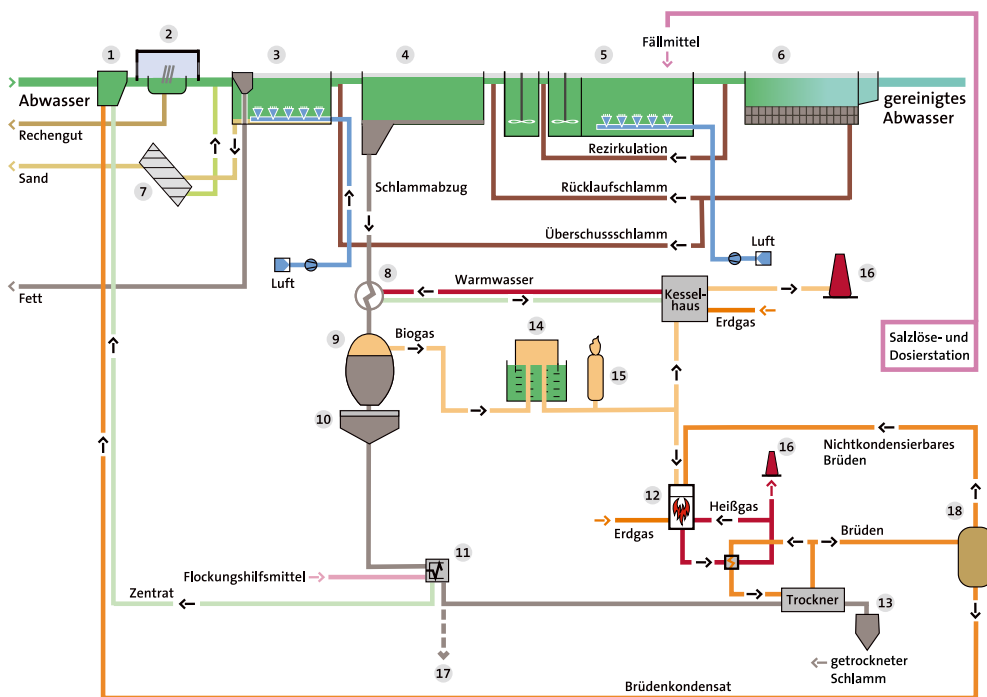 1
2
3
4
5
6
Fällmittel
Abwasser
gereinigtes
Abwasser
Rechengut
Rezirkulation
Sand
7
Schlammabzug
Rücklaufschlamm
Überschussschlamm
Luft
Luft
8
Warmwasser
16
Fett
Kessel-
haus
Erdgas
Salzlöse- und
Dosierstation
9
Biogas
14
15
10
Nichtkondensierbares
Brüden
16
12
Heißgas
Erdgas
Brüden
18
11
Flockungshilfsmittel
Zentrat
Trockner
13
17
getrockneter
Schlamm
Brüdenkondensat